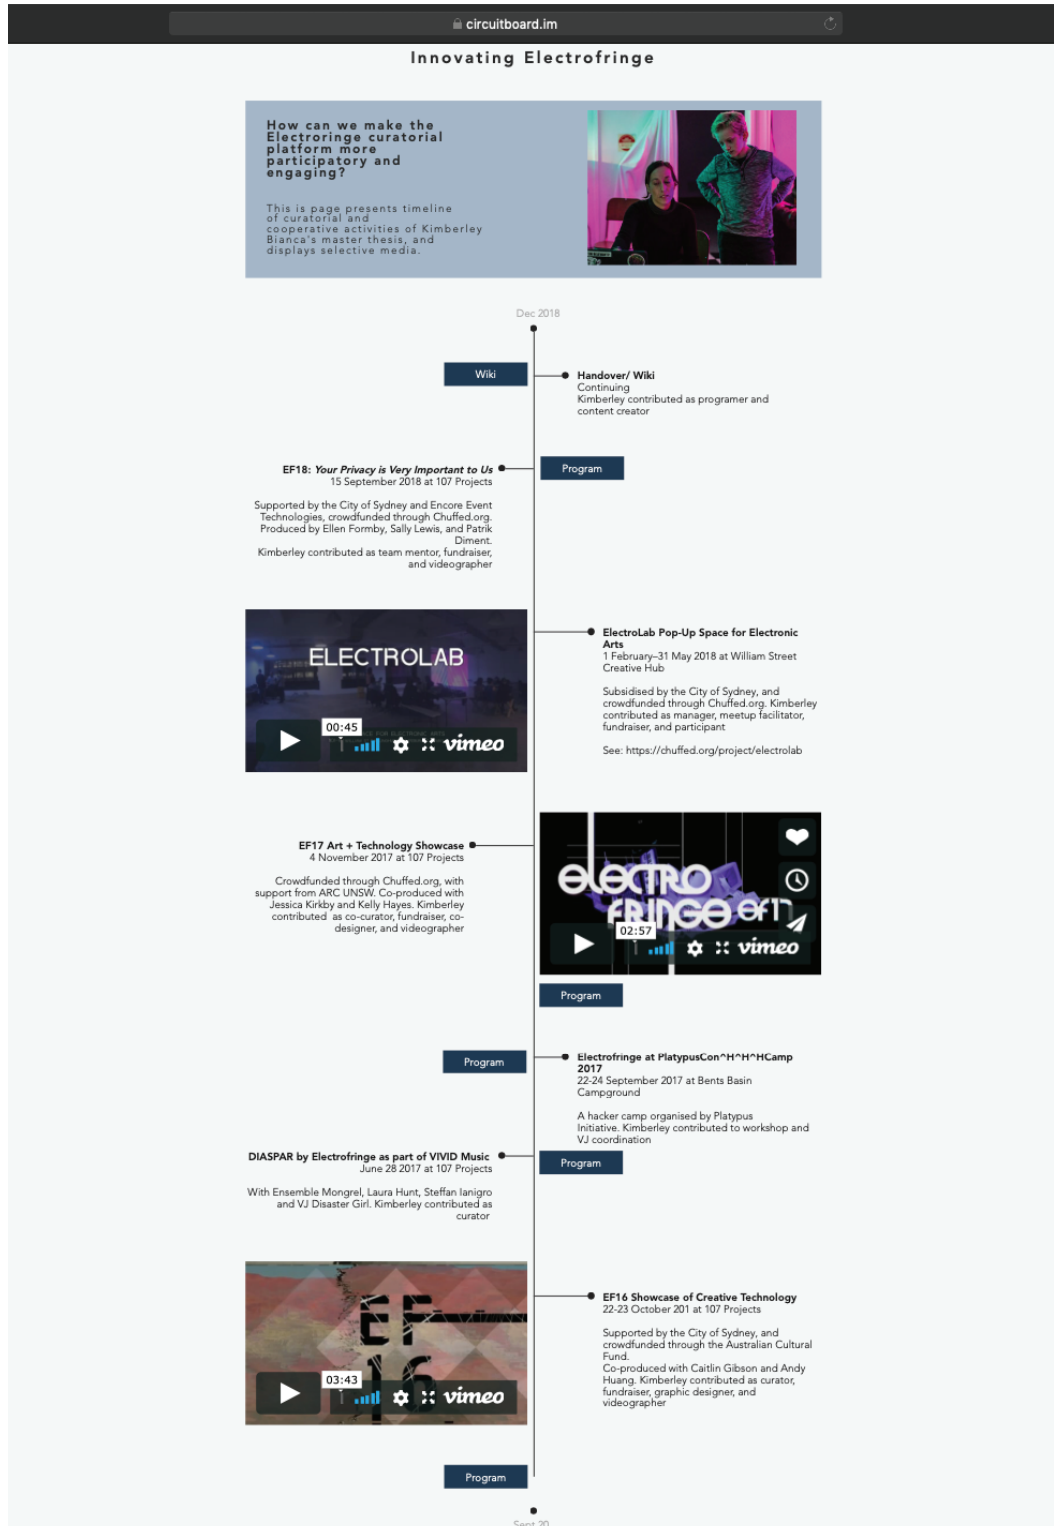 circuitboard.im
Innovating Electrofringe
How can we make the
Electroringe curatorial
platform more
participatory and
engaging?
This is page presents timeline
of curatorial and
cooperative activities of Kimberley
Bianca's master thesis, and
displays selective media.
Dec 2018
Wiki
Handover/ Wiki
Continuing
Kimberley contributed as programer and
content creator
EF18: Your Privacy is Very Important to Us
15 September 2018 at 107 Projects
Supported by the City of Sydney and Encore Event
Technologies, crowdfunded through Chuffed.org.
Produced by Ellen Formby, Sally Lewis, and Patrik
Diment.
Kimberley contributed as team mentor, fundraiser,
and videographer
Program
ELECTROLAB
SPACE FOR ELECTRONIC ARTS
00:45
vimeo
ElectroLab Pop-Up Space for Electronic
Arts
1 February–31 May 2018 at William Street
Creative Hub
Subsidised by the City of Sydney, and
crowdfunded through Chuffed.org. Kimberley
contributed as manager, meetup facilitator,
fundraiser, and participant
See: https://chuffed.org/project/electrolab
EF17 Art + Technology Showcase
4 November 2017 at 107 Projects
Crowdfunded through Chuffed.org, with
support from ARC UNSW. Co-produced with
Jessica Kirkby and Kelly Hayes. Kimberley
contributed  as co-curator, fundraiser, co-
designer, and videographer
electro
fringe ef17
02:57
vimeo
Program
Program
Electrofringe at PlatypusCon^H^H^HCamp
2017
22-24 September 2017 at Bents Basin
Campground
A hacker camp organised by Platypus
Initiative. Kimberley contributed to workshop and
VJ coordination
DIASPAR by Electrofringe as part of VIVID Music
June 28 2017 at 107 Projects
With Ensemble Mongrel, Laura Hunt, Steffan Ianigro
and VJ Disaster Girl. Kimberley contributed as
curator
Program
EF
16
03:43
vimeo
EF16 Showcase of Creative Technology
22-23 October 201 at 107 Projects
Supported by the City of Sydney, and
crowdfunded through the Australian Cultural
Fund.
Co-produced with Caitlin Gibson and Andy
Huang. Kimberley contributed as curator,
fundraiser, graphic designer, and
videographer
Program
Sept 20